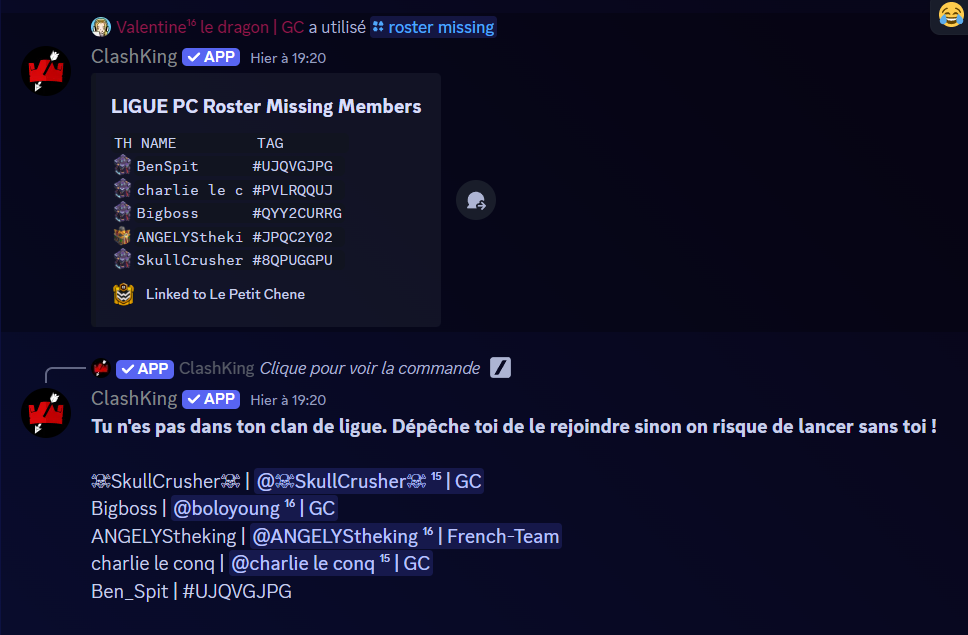 Valentine¹⁶ le dragon | GC a utilisé roster missing
ClashKing APP Hier à 19:20
LIGUE PC Roster Missing Members
TH NAME TAG
BenSpit #UJQVGJPG
charlie le c #PVLRQQUJ
Bigboss #QYY2CURRG
ANGELYStheki #JPQC2Y02
SkullCrusher #8QPUGGPU
Linked to Le Petit Chene
APP ClashKing Clique pour voir la commande
ClashKing APP Hier à 19:20
Tu n'es pas dans ton clan de ligue. Dépêche toi de le rejoindre sinon on risque de lancer sans toi !
☠SkullCrusher☠ | @☠SkullCrusher☠ ¹⁵ | GC
Bigboss | @boloyoung ¹⁶ | GC
ANGELYStheking | @ANGELYStheking ¹⁶ | French-Team
charlie le conq | @charlie le conq ¹⁵ | GC
Ben_Spit | #UJQVGJPG